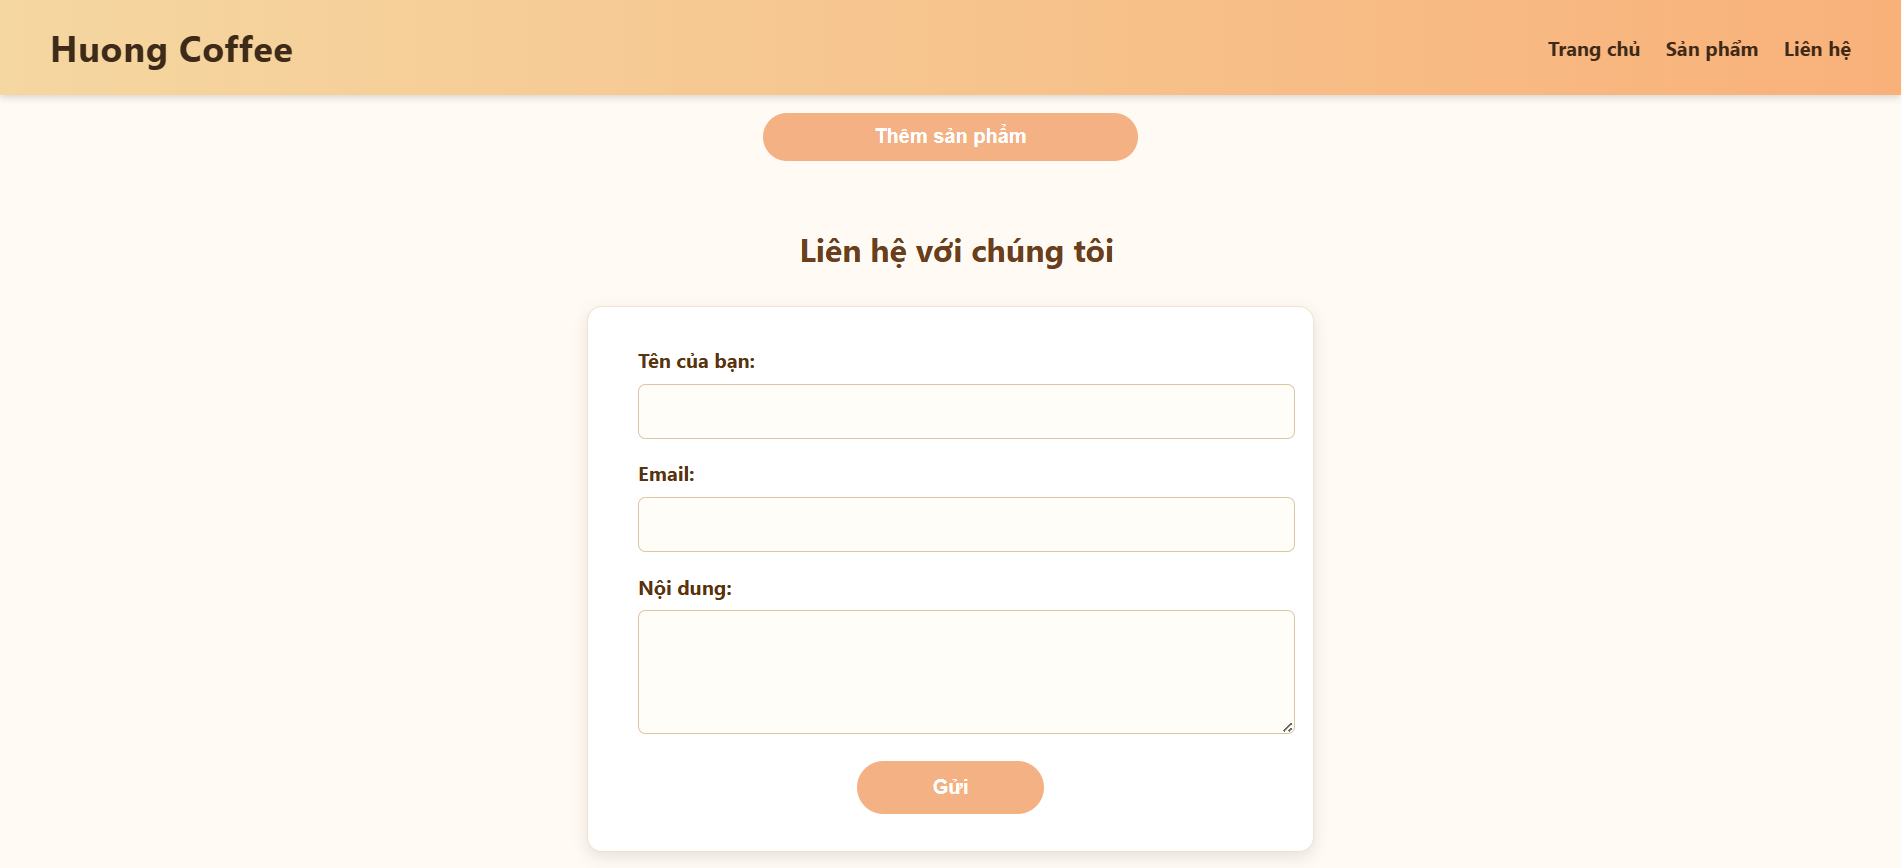 Huong Coffee
Trang chủ Sản phẩm Liên hệ
Thêm sản phẩm
Liên hệ với chúng tôi
Tên của bạn:
Email:
Nội dung:
Gửi